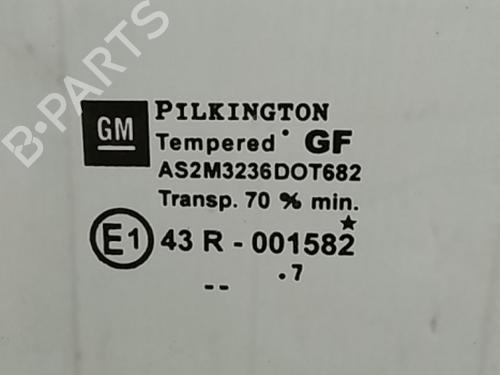 B-PARTS
GM
PILKINGTON
Tempered • GF
AS2M3236DOT682
Transp. 70 % min.
E1 43 R - 001582
-- .7